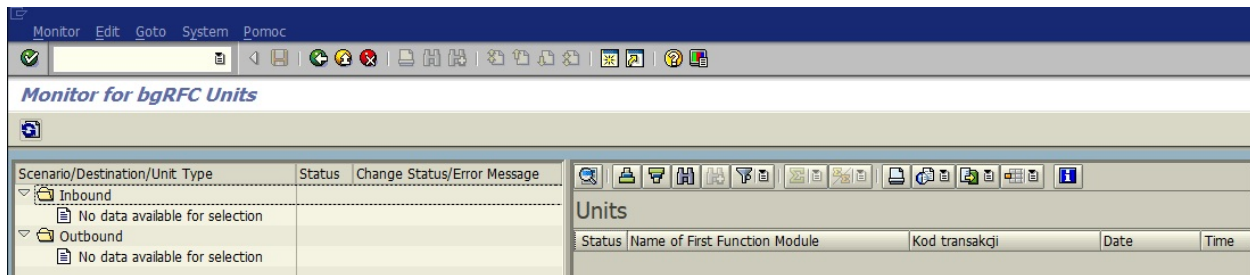 Monitor Edit Goto System Pomoc
Monitor for bgRFC Units
Scenario/Destination/Unit Type Status Change Status/Error Message
Inbound
No data available for selection
Outbound
No data available for selection
Units
Status Name of First Function Module Kod transakcji Date Time